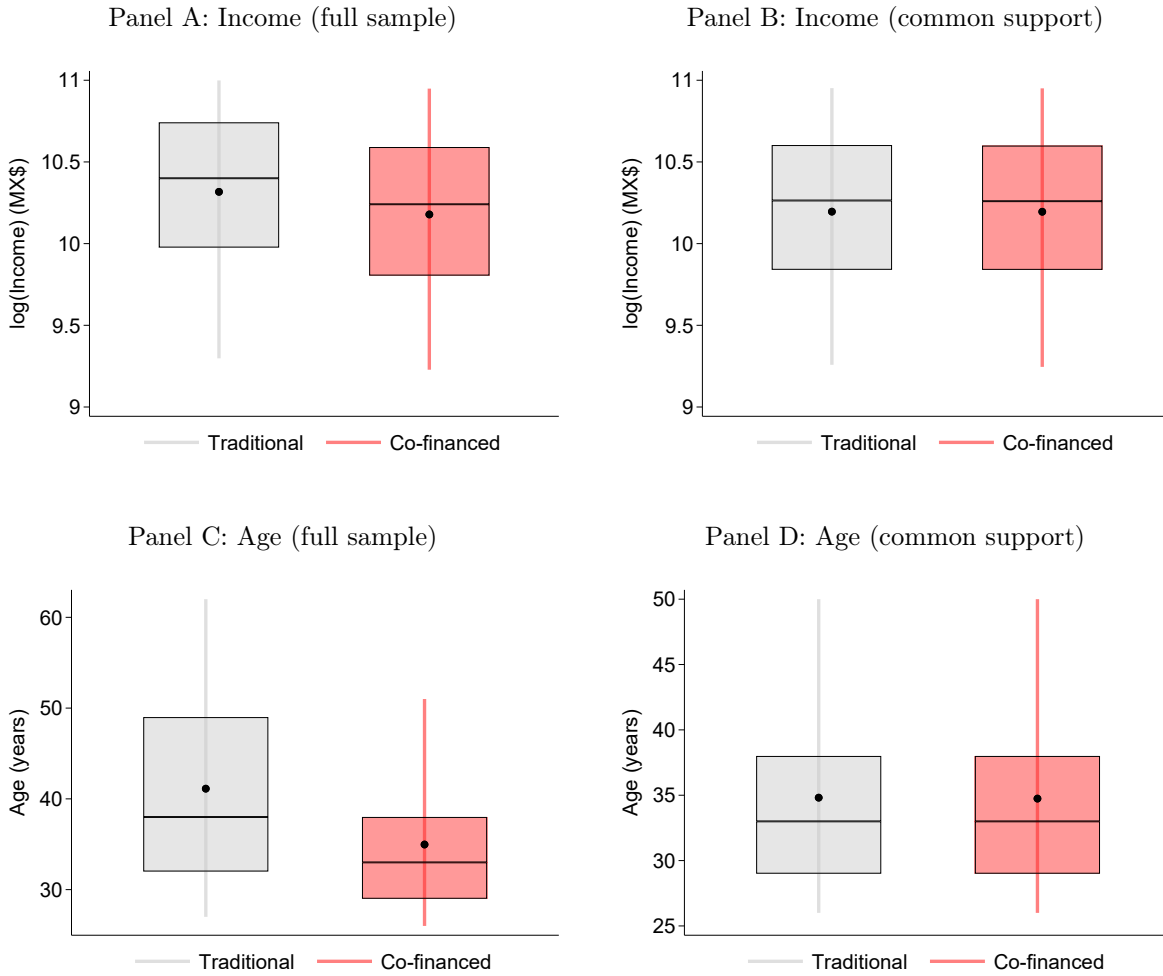 Panel A: Income (full sample)
log(Income) (MX$)
11
10.5
10
9.5
9
Traditional Co-financed
Panel B: Income (common support)
log(Income) (MX$)
11
10.5
10
9.5
9
Traditional Co-financed
Panel C: Age (full sample)
Age (years)
60
50
40
30
Traditional Co-financed
Panel D: Age (common support)
Age (years)
50
45
40
35
30
25
Traditional Co-financed